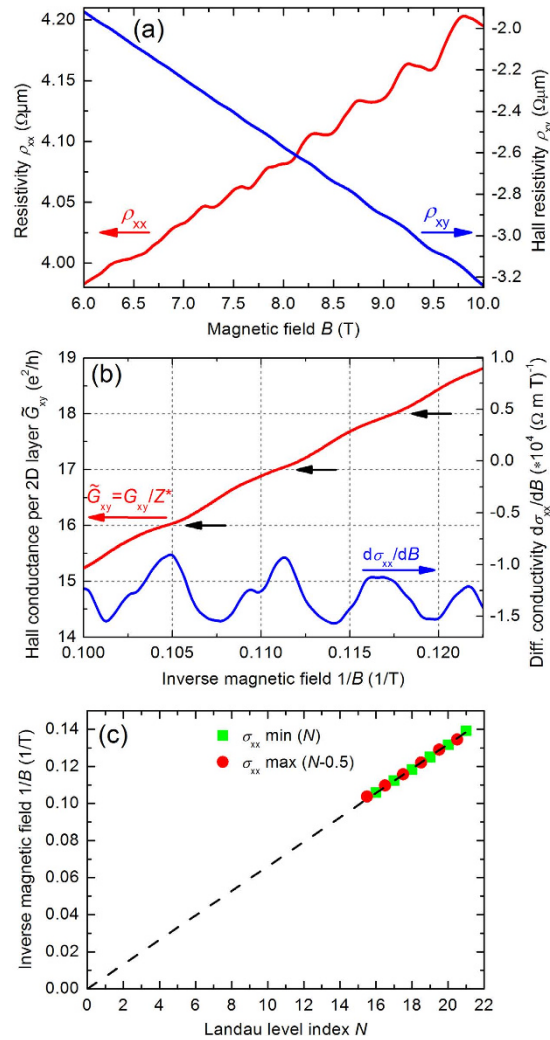 (a)
4.20
4.15
4.10
4.05
4.00
Resistivity ρxx (Ωμm)
ρxx
ρxy
-2.0
-2.2
-2.4
-2.6
-2.8
-3.0
-3.2
Hall resistivity ρxy (Ωμm)
6.0 6.5 7.0 7.5 8.0 8.5 9.0 9.5 10.0
Magnetic field B (T)
(b)
19
18
17
16
15
14
Hall conductance per 2D layer G̃xy (e²/h)
G̃xy=Gxy/Z*
dσxx/dB
1.0
0.5
0.0
-0.5
-1.0
-1.5
Diff. conductivity dσxx/dB (*10⁴ (Ω m T)⁻¹)
0.100 0.105 0.110 0.115 0.120
Inverse magnetic field 1/B (1/T)
(c)
0.14
0.12
0.10
0.08
0.06
0.04
0.02
0.00
Inverse magnetic field 1/B (1/T)
σxx min (N)
σxx max (N-0.5)
0 2 4 6 8 10 12 14 16 18 20 22
Landau level index N